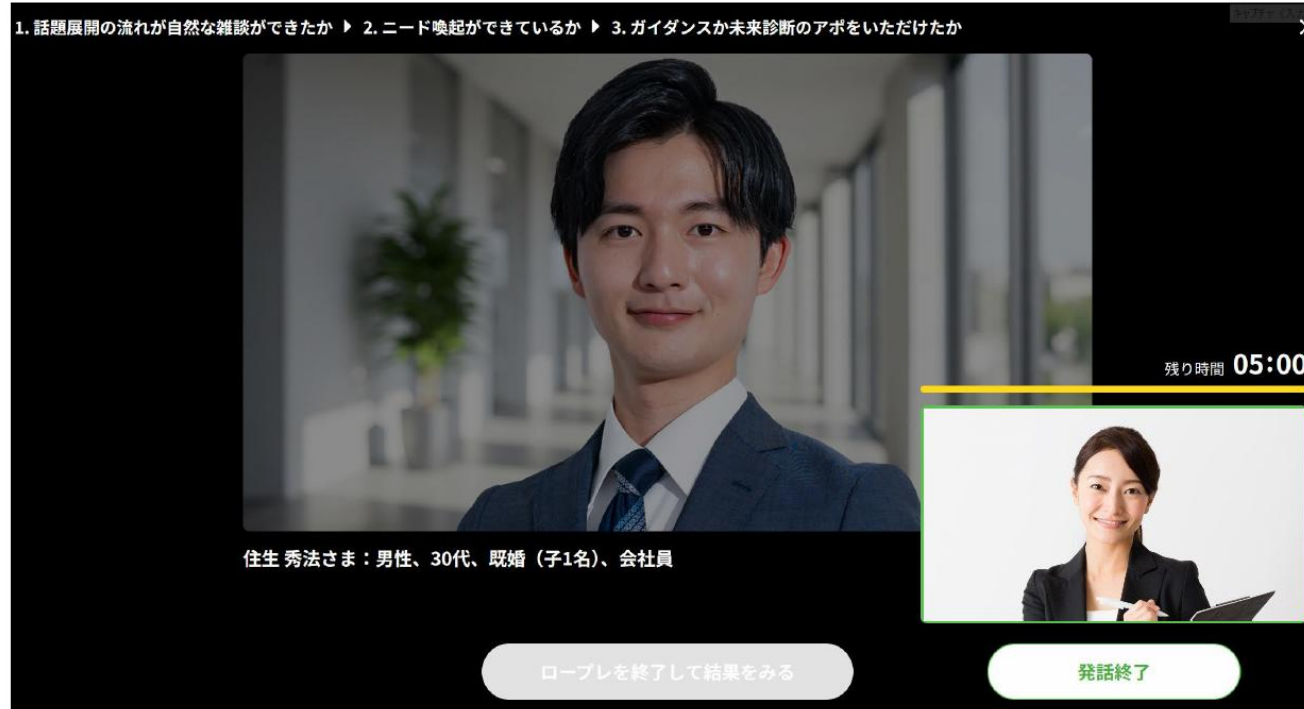 1. 話題展開の流れが自然な雑談ができたか ▶ 2. ニード喚起ができているか ▶ 3. ガイダンスか未来診断のアポをいただけたか
残り時間 05:00
住生 秀法さま：男性、30代、既婚（子1名）、会社員
ロープレを終了して結果をみる
発話終了